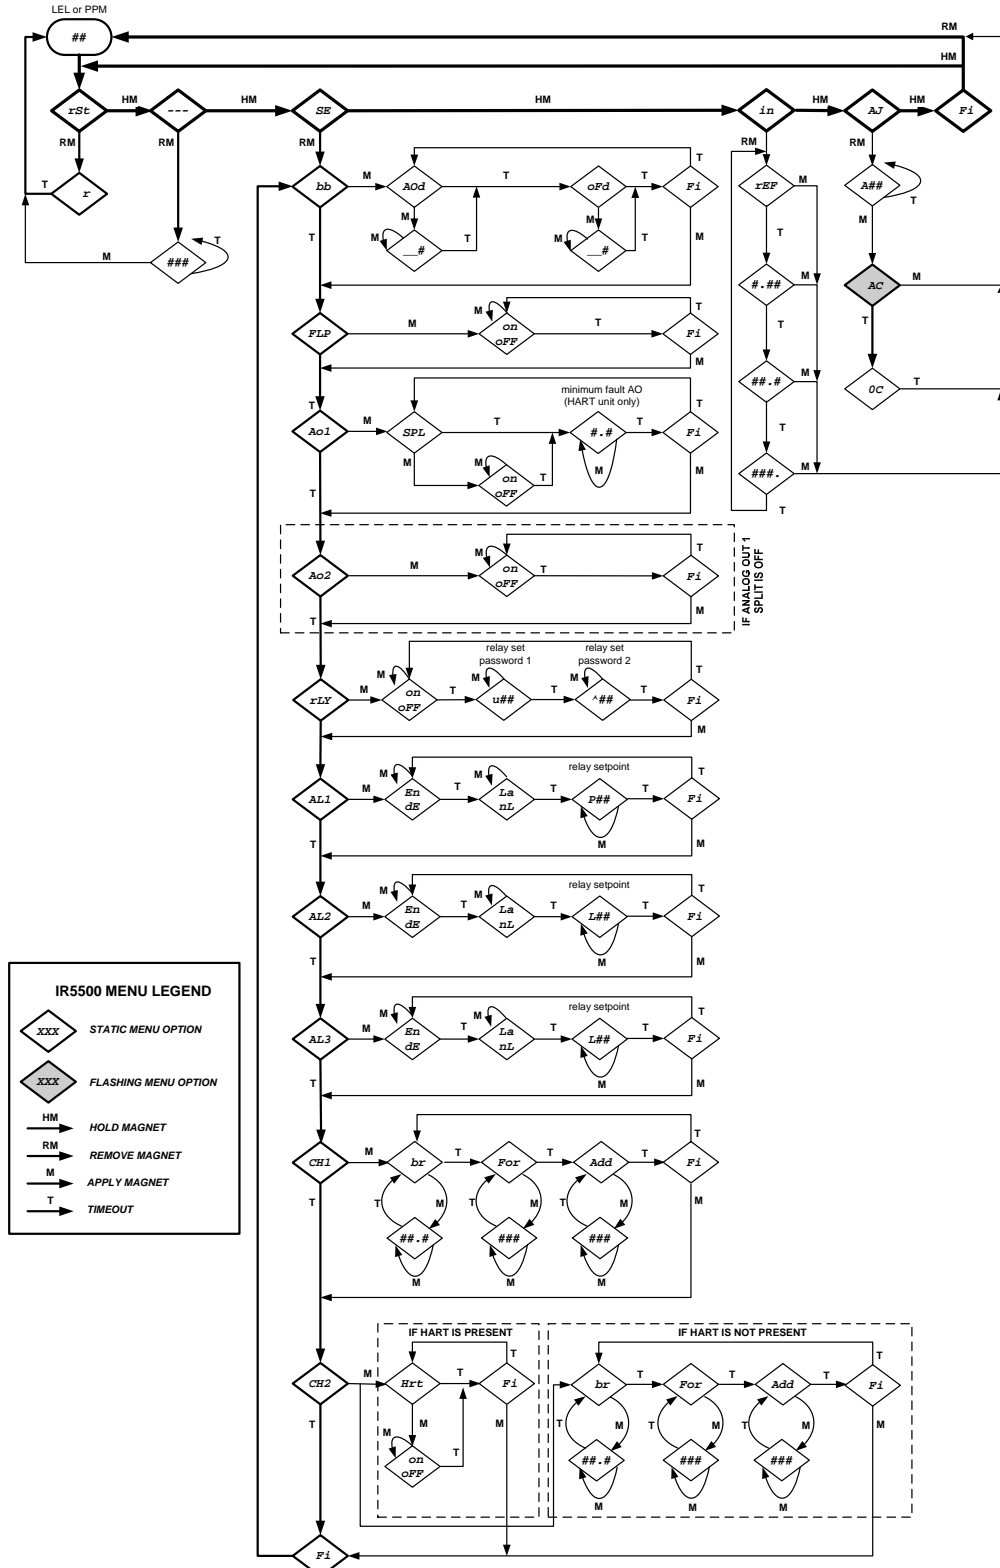 LEL or PPM
##
RM
HM
rSt
HM
---
HM
SE
HM
in
HM
AJ
HM
Fi
RM
RM
RM
RM
RM
T
r
M
###
T
bb
M
AOd
T
oFd
T
Fi
T
M
M
M
__#
T
M
__#
T
M
T
FLP
M
M
on
oFF
T
Fi
T
M
T
Ao1
M
SPL
T
minimum fault AO
(HART unit only)
#.#
T
Fi
T
M
M
on
oFF
T
M
M
T
Ao2
M
M
on
oFF
T
Fi
T
M
T
IF ANALOG OUT 1
SPLIT IS OFF
rEF
M
T
#.##
M
T
##.#
M
T
###.
M
T
A##
T
M
AC
M
T
0C
T
rLY
M
M
on
oFF
T
relay set
password 1
M
u##
T
relay set
password 2
M
^##
T
Fi
T
M
T
AL1
M
M
En
dE
T
M
La
nL
T
relay setpoint
P##
M
T
Fi
T
M
T
AL2
M
M
En
dE
T
M
La
nL
T
relay setpoint
L##
M
T
Fi
T
M
T
AL3
M
M
En
dE
T
M
La
nL
T
relay setpoint
L##
M
T
Fi
T
M
T
CH1
M
br
T
For
T
Add
T
Fi
T
M
T
M
T
M
T
M
##.#
###
###
M
M
M
T
IR5500 MENU LEGEND
XXX
STATIC MENU OPTION
XXX
FLASHING MENU OPTION
HM
HOLD MAGNET
RM
REMOVE MAGNET
M
APPLY MAGNET
T
TIMEOUT
IF HART IS PRESENT
CH2
M
Hrt
T
Fi
T
M
M
M
on
oFF
T
IF HART IS NOT PRESENT
br
T
For
T
Add
T
Fi
T
M
T
M
T
M
T
M
##.#
###
###
M
M
M
T
Fi